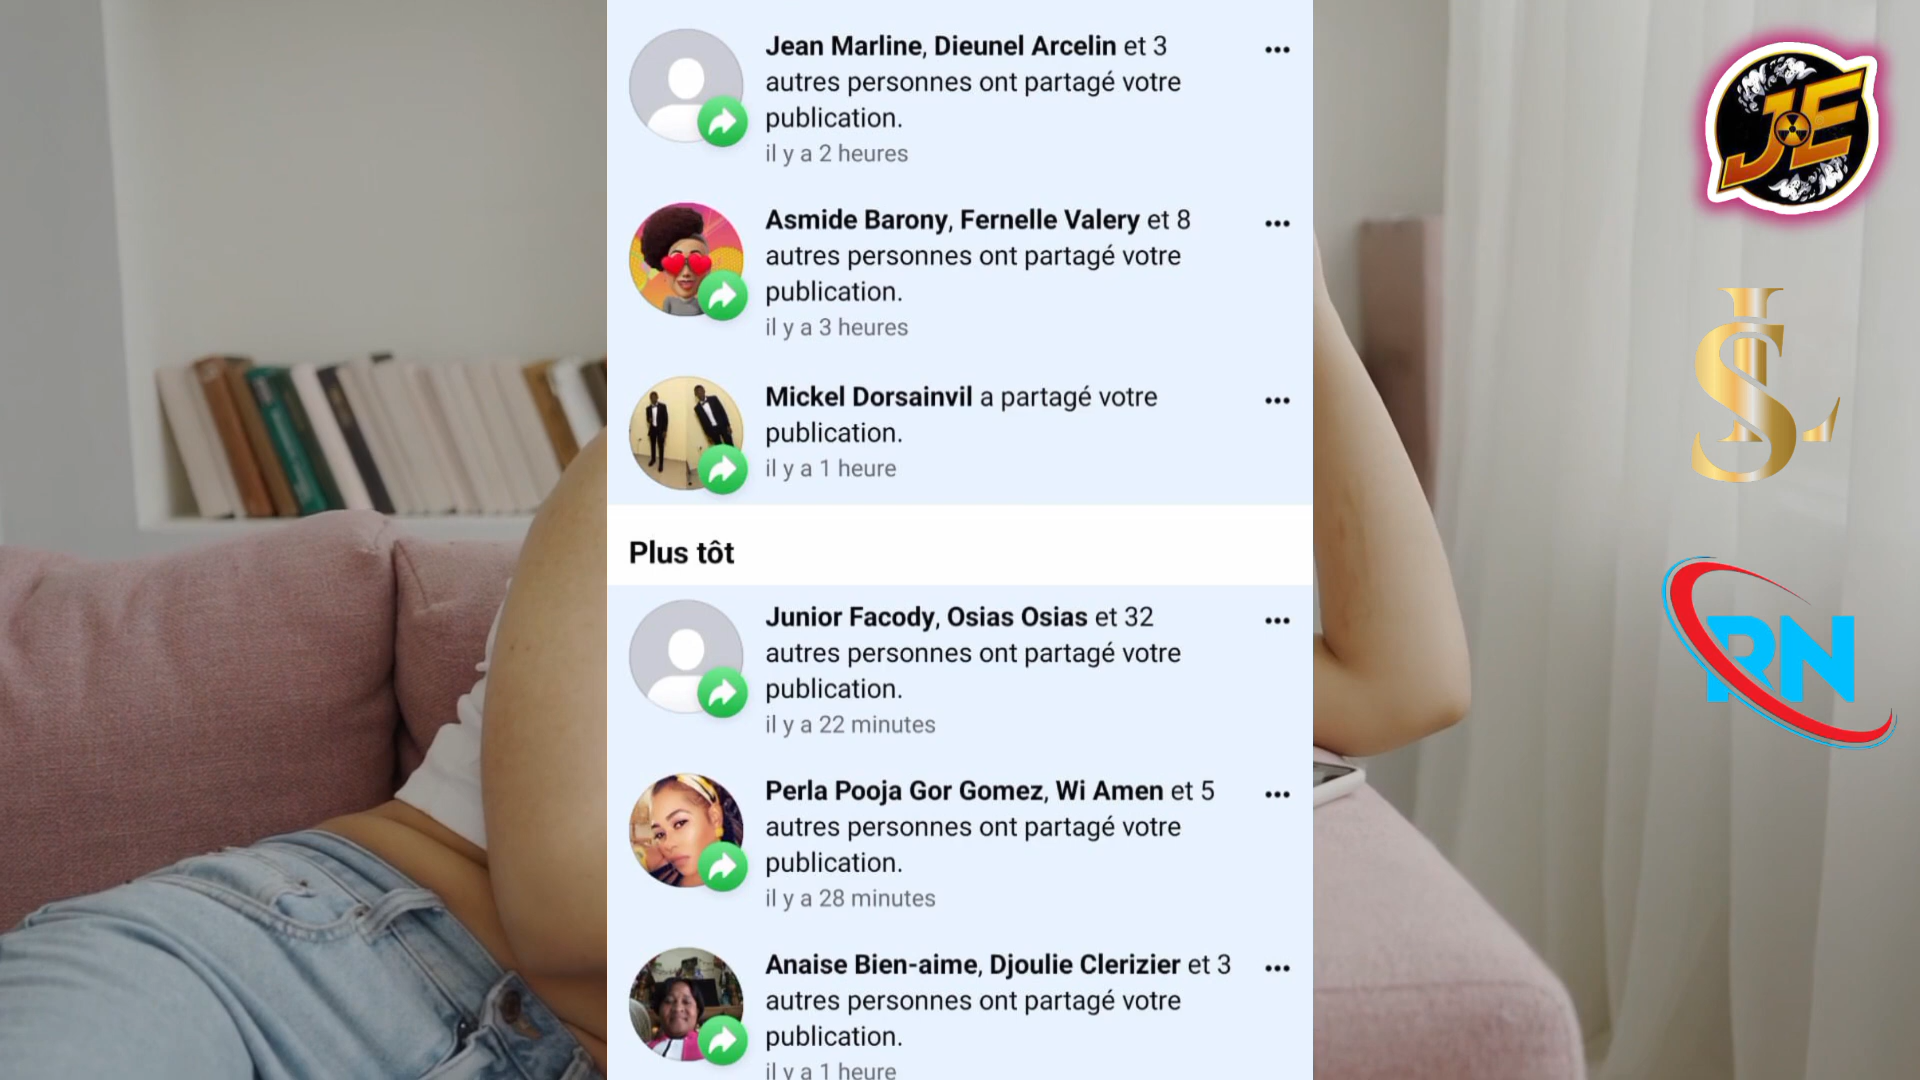 Jean Marline, Dieunel Arcelin et 3
autres personnes ont partagé votre
publication.
il y a 2 heures
Asmide Barony, Fernelle Valery et 8
autres personnes ont partagé votre
publication.
il y a 3 heures
Mickel Dorsainvil a partagé votre
publication.
il y a 1 heure
Plus tôt
Junior Facody, Osias Osias et 32
autres personnes ont partagé votre
publication.
il y a 22 minutes
Perla Pooja Gor Gomez, Wi Amen et 5
autres personnes ont partagé votre
publication.
il y a 28 minutes
Anaise Bien-aime, Djoulie Clerizier et 3
autres personnes ont partagé votre
publication.
il y a 1 heure
JE
LS
RN